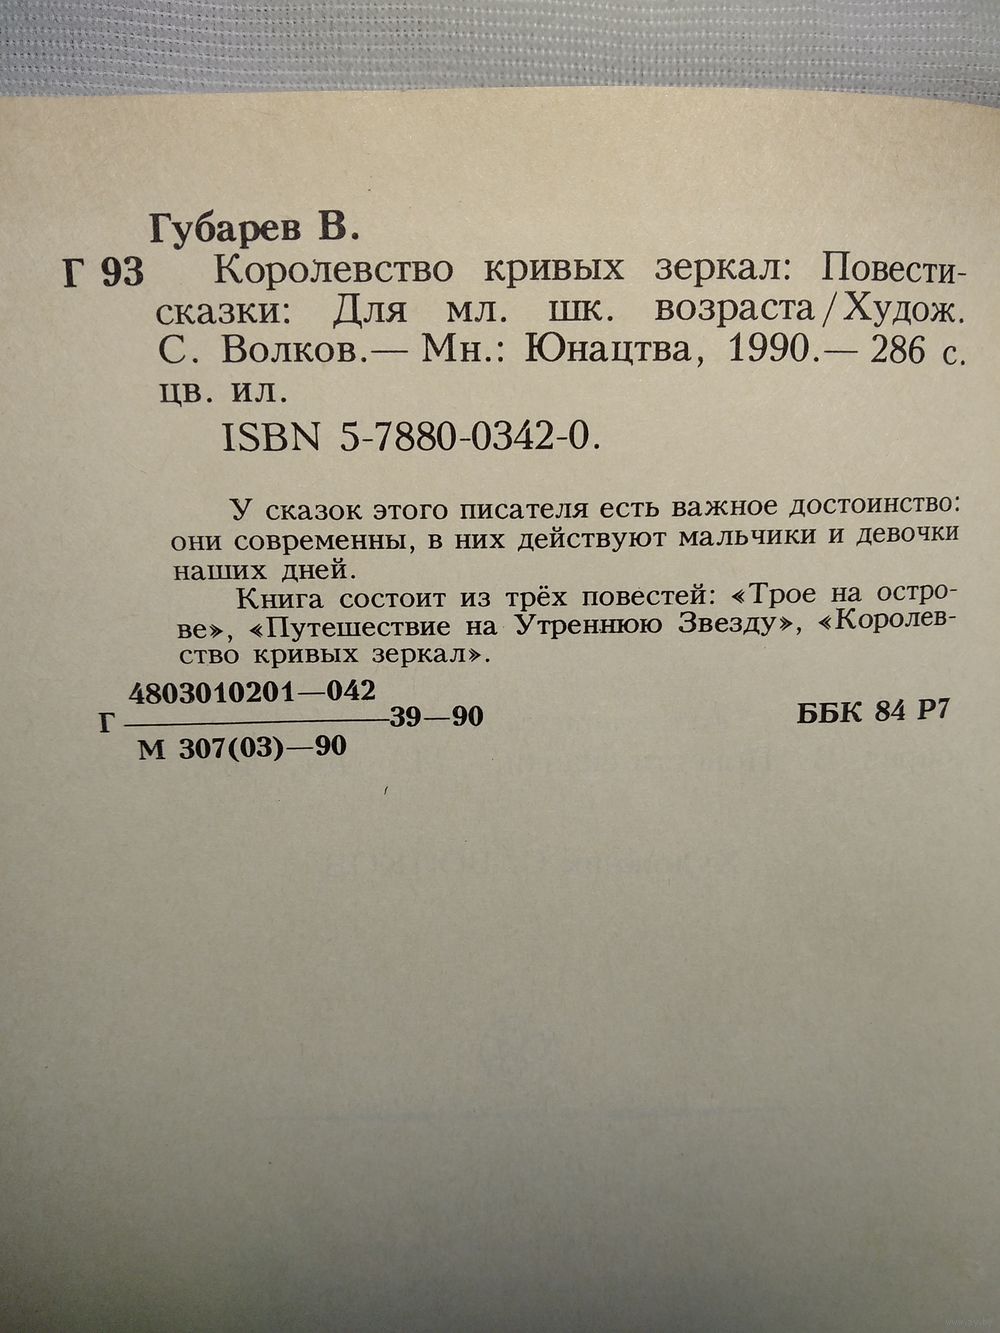 Губарев В.
Г 93 Королевство кривых зеркал: Повести-
сказки: Для мл. шк. возраста/Худож.
С. Волков.— Мн.: Юнацтва, 1990.— 286 с.
цв. ил.
ISBN 5-7880-0342-0.
У сказок этого писателя есть важное достоинство:
они современны, в них действуют мальчики и девочки
наших дней.
Книга состоит из трёх повестей: «Трое на остро-
ве», «Путешествие на Утреннюю Звезду», «Королев-
ство кривых зеркал».
4803010201—042
Г 39—90 ББК 84 Р7
М 307(03)—90